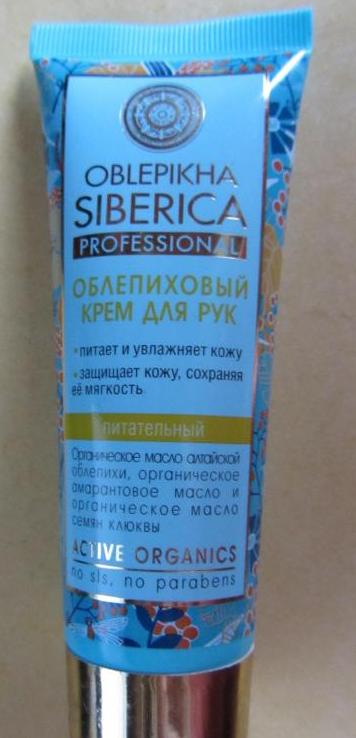 OBLEPIKHA
SIBERICA
PROFESSIONAL
ОБЛЕПИХОВЫЙ
КРЕМ ДЛЯ РУК
•питает и увлажняет кожу
•защищает кожу, сохраняя
её мягкость
питательный
Органическое масло алтайской
облепихи, органическое
амарантовое масло и
органическое масло
семян клюквы
ACTIVE ORGANICS
no sls, no parabens